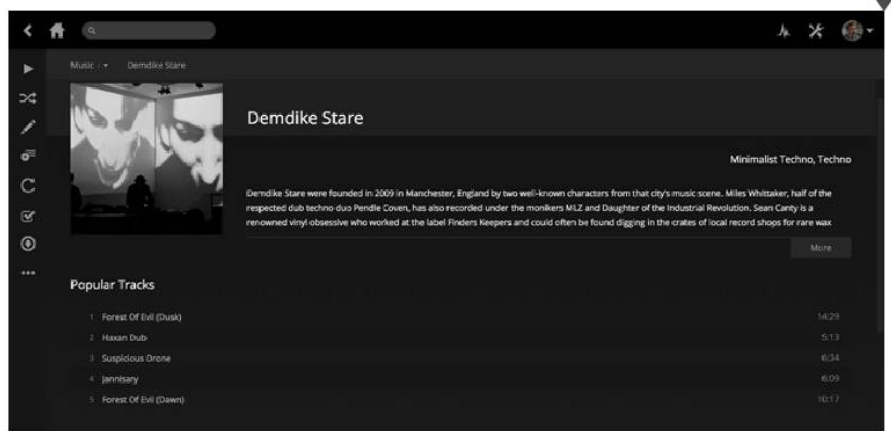 Music
Demdike Stare
Demdike Stare
Minimalist Techno, Techno
Demdike Stare were founded in 2009 in Manchester, England by two well-known characters from that city's music scene. Miles Whittaker, half of the
respected dub techno duo Pendle Coven, has also recorded under the monikers MLZ and Daughter of the Industrial Revolution. Sean Canty is a
renowned vinyl obsessive who worked at the label Finders Keepers and could often be found digging in the crates of local record shops for rare wax
More
Popular Tracks
1 Forest Of Evil (Dusk) 14:29
2 Haxan Dub 5:13
3 Suspicious Drone 6:34
4 Jannisary 6:09
5 Forest Of Evil (Dawn) 10:17